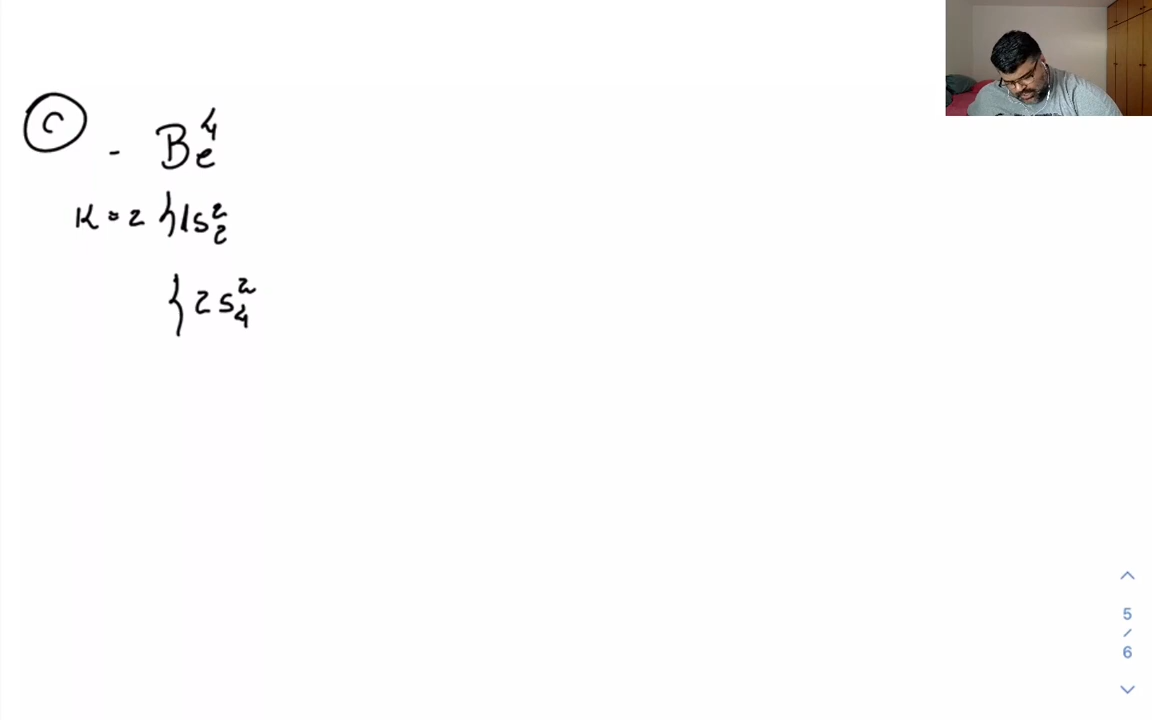 C - Be⁴
K = 2 } 1s²₂
} 2s²₄
5
/
6